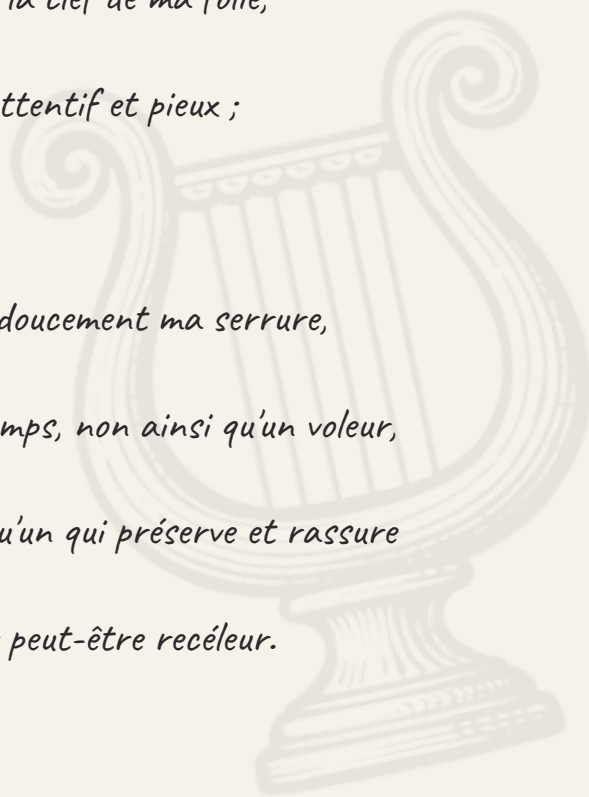 la clef de ma folie,
ttentif et pieux ;
doucement ma serrure,
mps, non ainsi qu'un voleur,
u'un qui préserve et rassure
peut-être recéleur.